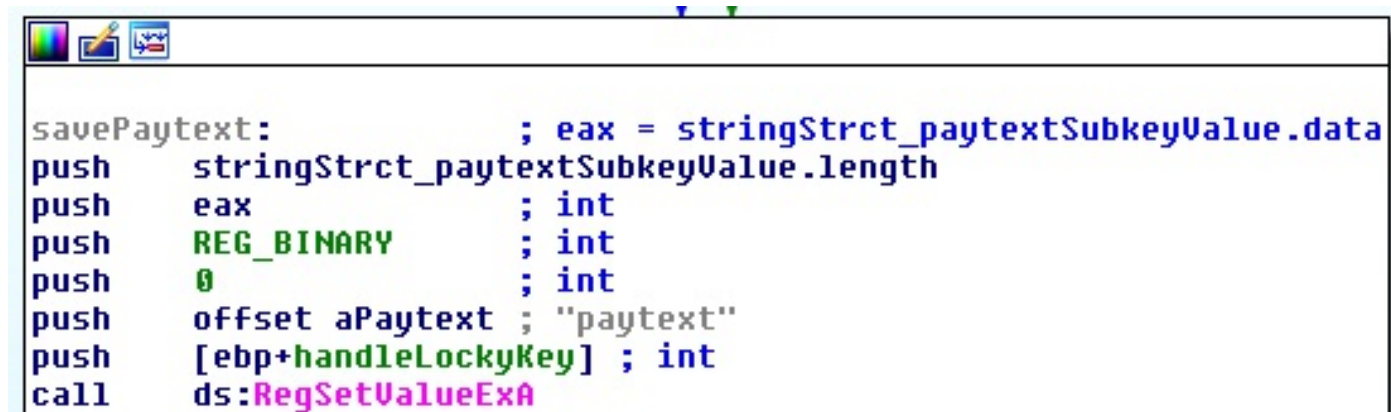 savePaytext: ; eax = stringStrct_paytextSubkeyValue.data
push stringStrct_paytextSubkeyValue.length
push eax ; int
push REG_BINARY ; int
push 0 ; int
push offset aPaytext ; "paytext"
push [ebp+handleLockyKey] ; int
call ds:RegSetValueExA